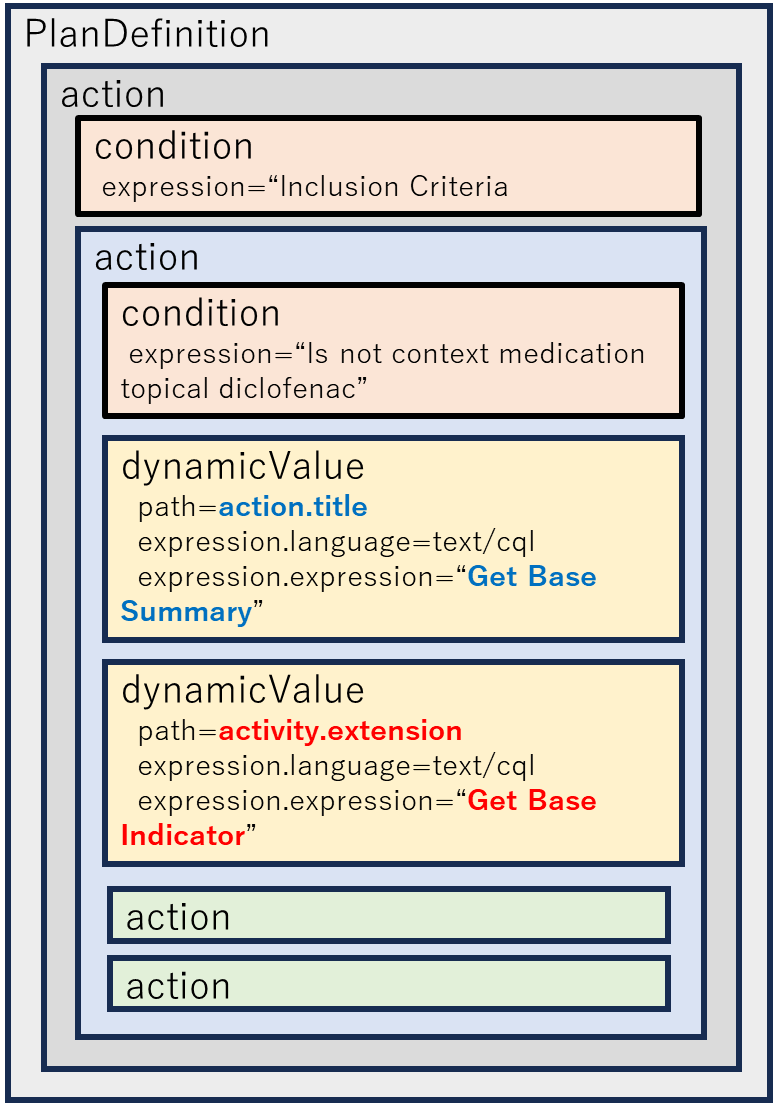 PlanDefinition
action
condition
expression=“Inclusion Criteria
action
condition
expression=“Is not context medication
topical diclofenac”
dynamicValue
path=action.title
expression.language=text/cql
expression.expression=“Get Base
Summary”
dynamicValue
path=activity.extension
expression.language=text/cql
expression.expression=“Get Base
Indicator”
action
action